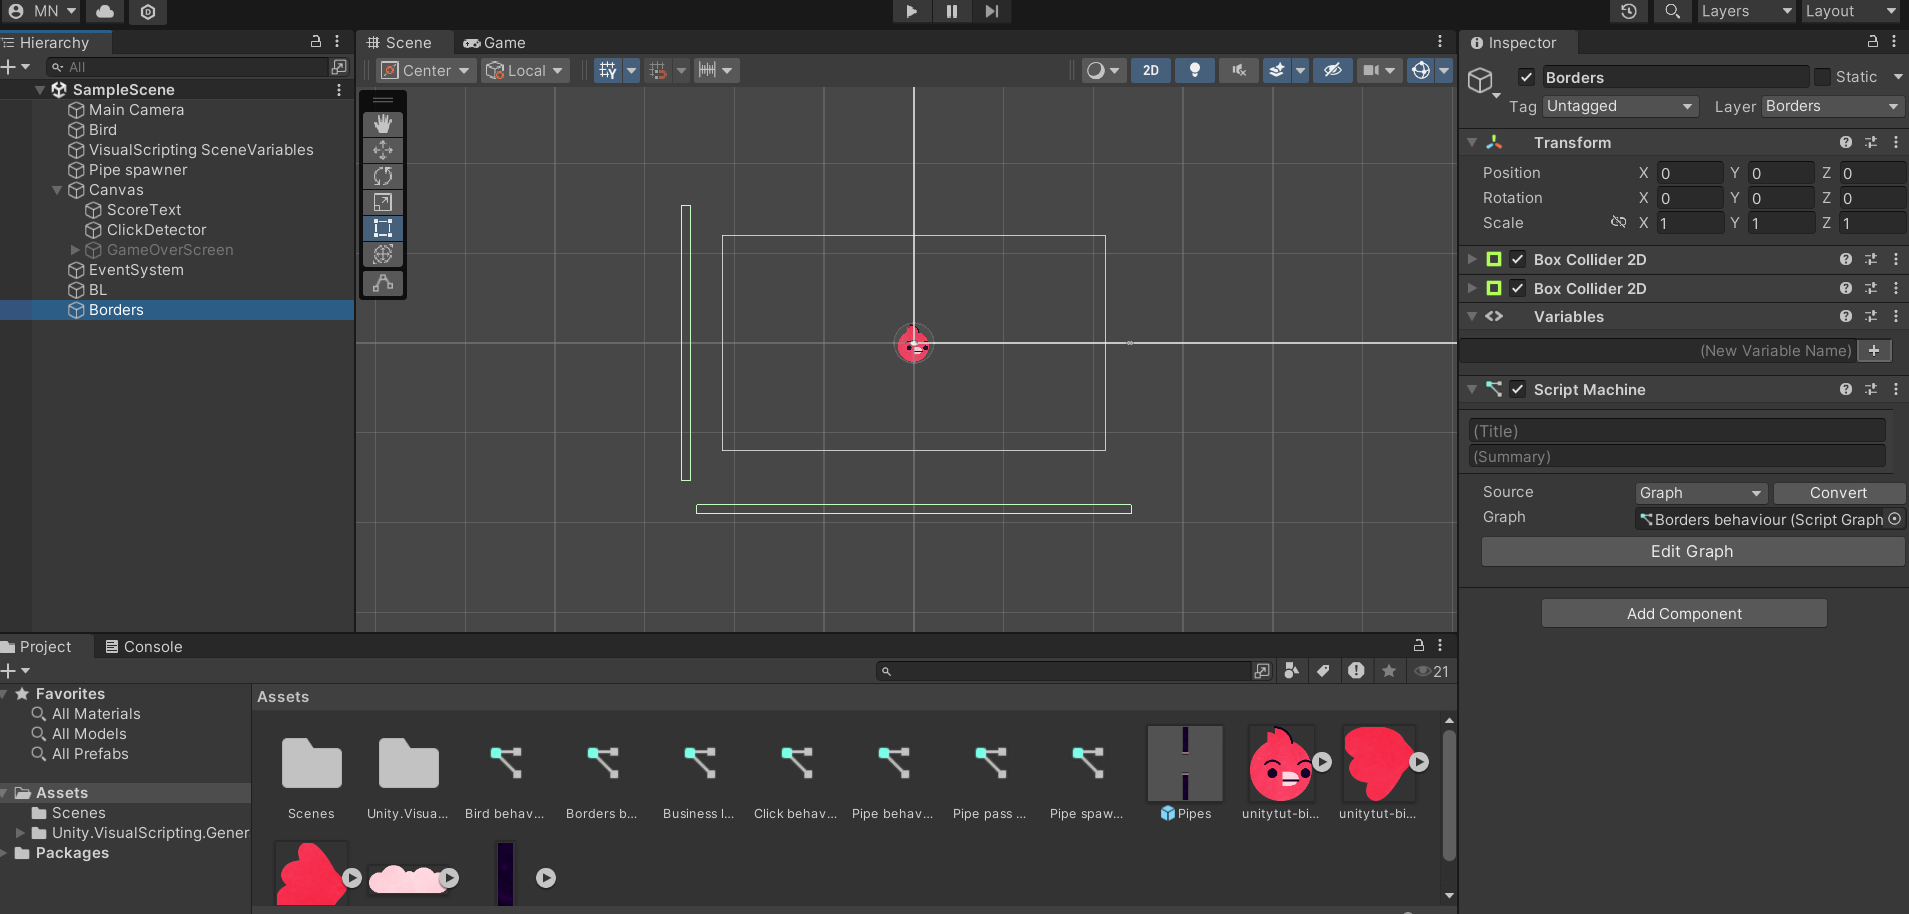 MN
Layers
Layout
Hierarchy
Scene
Game
Inspector
All
Center
Local
2D
Borders
Static
Tag
Untagged
Layer
Borders
SampleScene
Main Camera
Bird
VisualScripting SceneVariables
Pipe spawner
Canvas
ScoreText
ClickDetector
GameOverScreen
EventSystem
BL
Borders
Transform
Position X 0 Y 0 Z 0
Rotation X 0 Y 0 Z 0
Scale X 1 Y 1 Z 1
Box Collider 2D
Box Collider 2D
Variables
(New Variable Name)
Script Machine
(Title)
(Summary)
Source
Graph
Convert
Graph
Borders behaviour (Script Graph
Edit Graph
Add Component
Project
Console
21
Favorites
All Materials
All Models
All Prefabs
Assets
Scenes
Unity.VisualScripting.Gener
Packages
Assets
Scenes
Unity.Visua...
Bird behav...
Borders b...
Business l...
Click behav...
Pipe behav...
Pipe pass ...
Pipe spaw...
Pipes
unitytut-bi...
unitytut-bi...